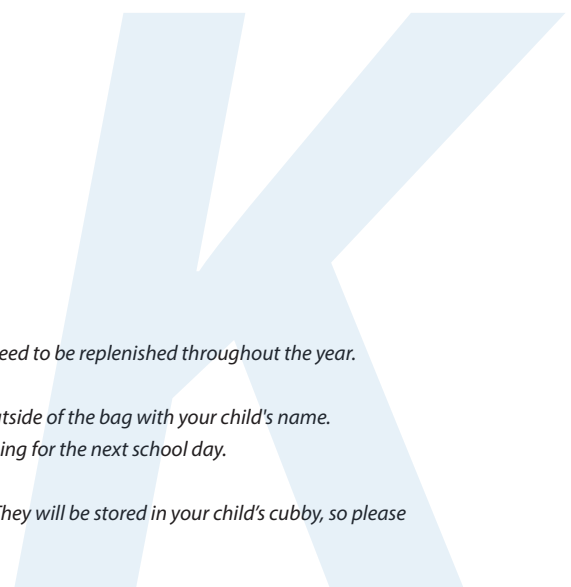 K
eed to be replenished throughout the year.
utside of the bag with your child's name.
ing for the next school day.
They will be stored in your child’s cubby, so please